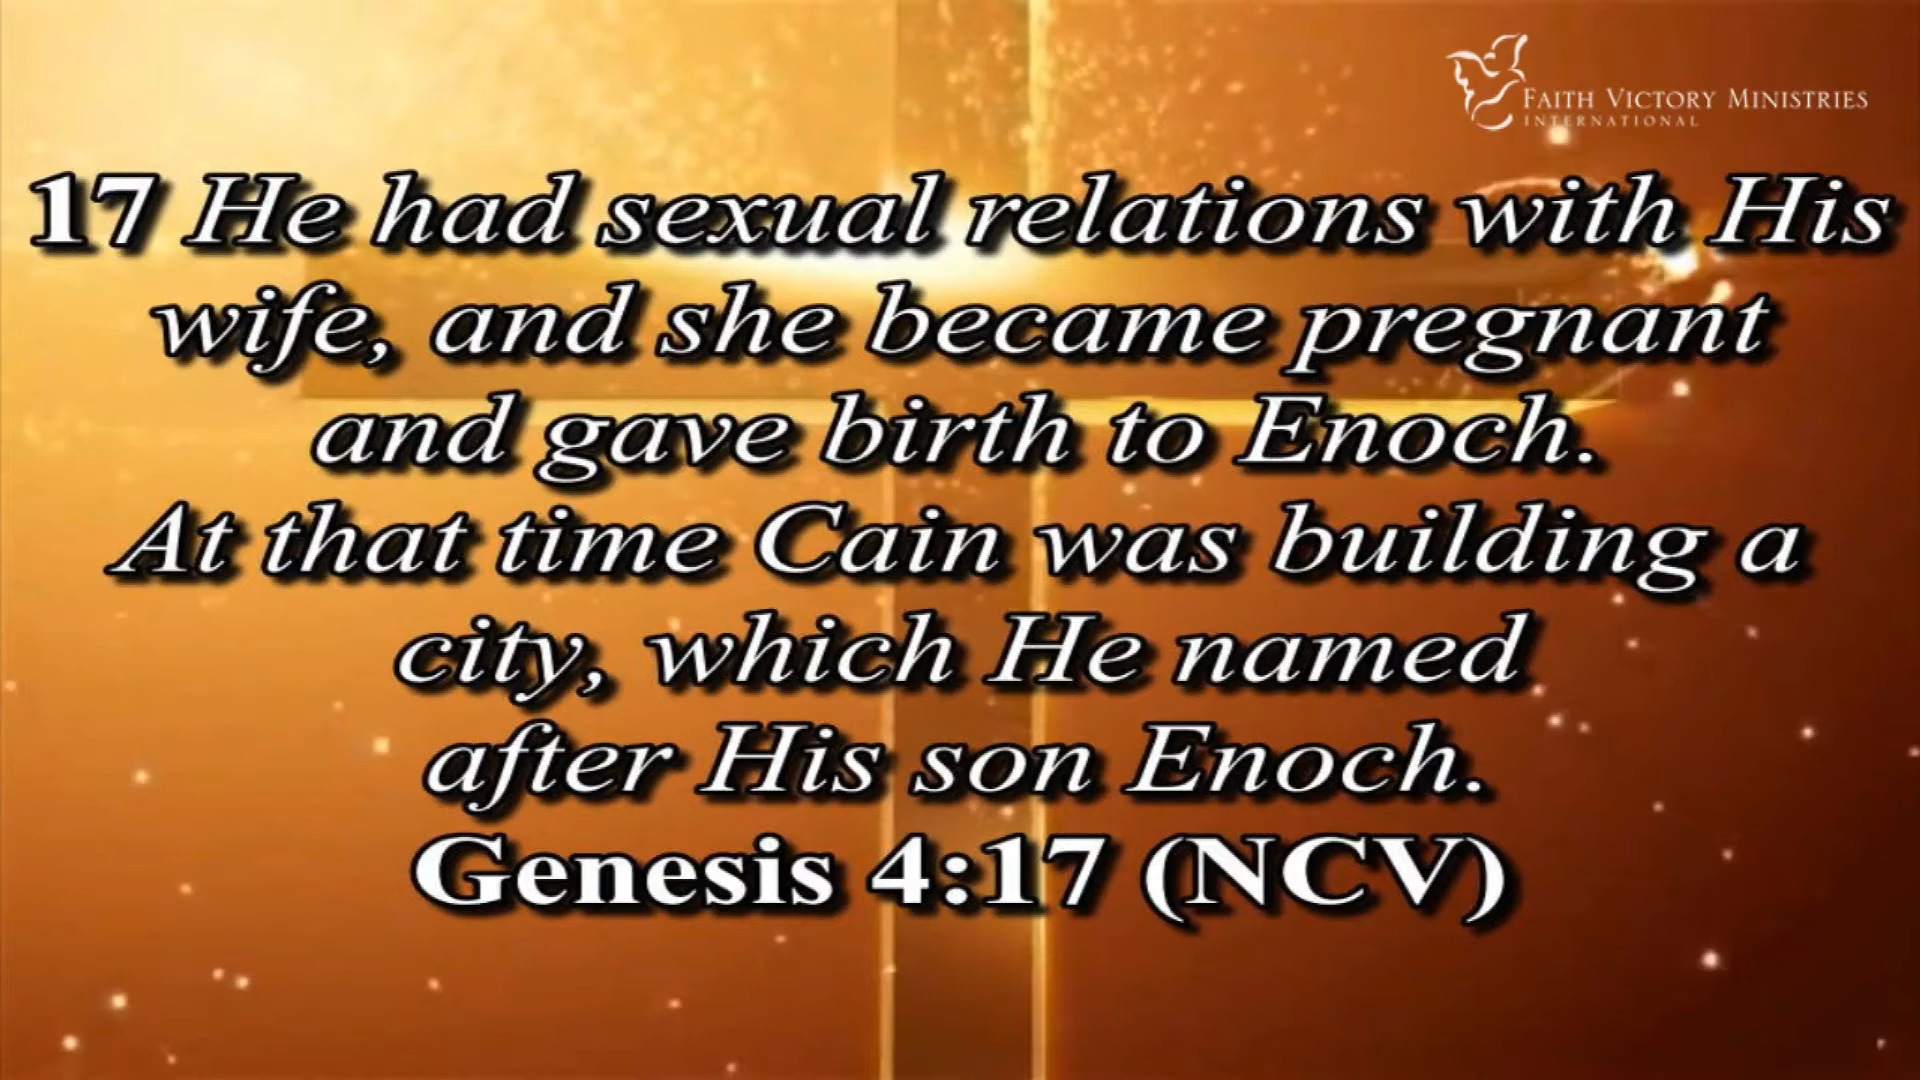 FAITH VICTORY MINISTRIES
INTERNATIONAL
17 He had sexual relations with His
wife, and she became pregnant
and gave birth to Enoch.
At that time Cain was building a
city, which He named
after His son Enoch.
Genesis 4:17 (NCV)